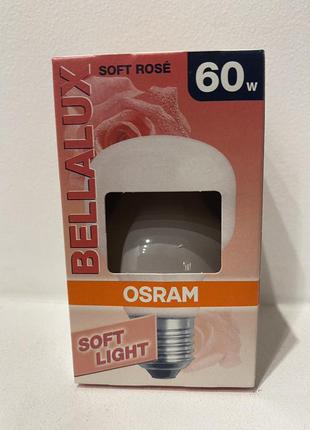 SOFT ROSÉ
60W
BELLALUX
OSRAM
SOFT
LIGHT